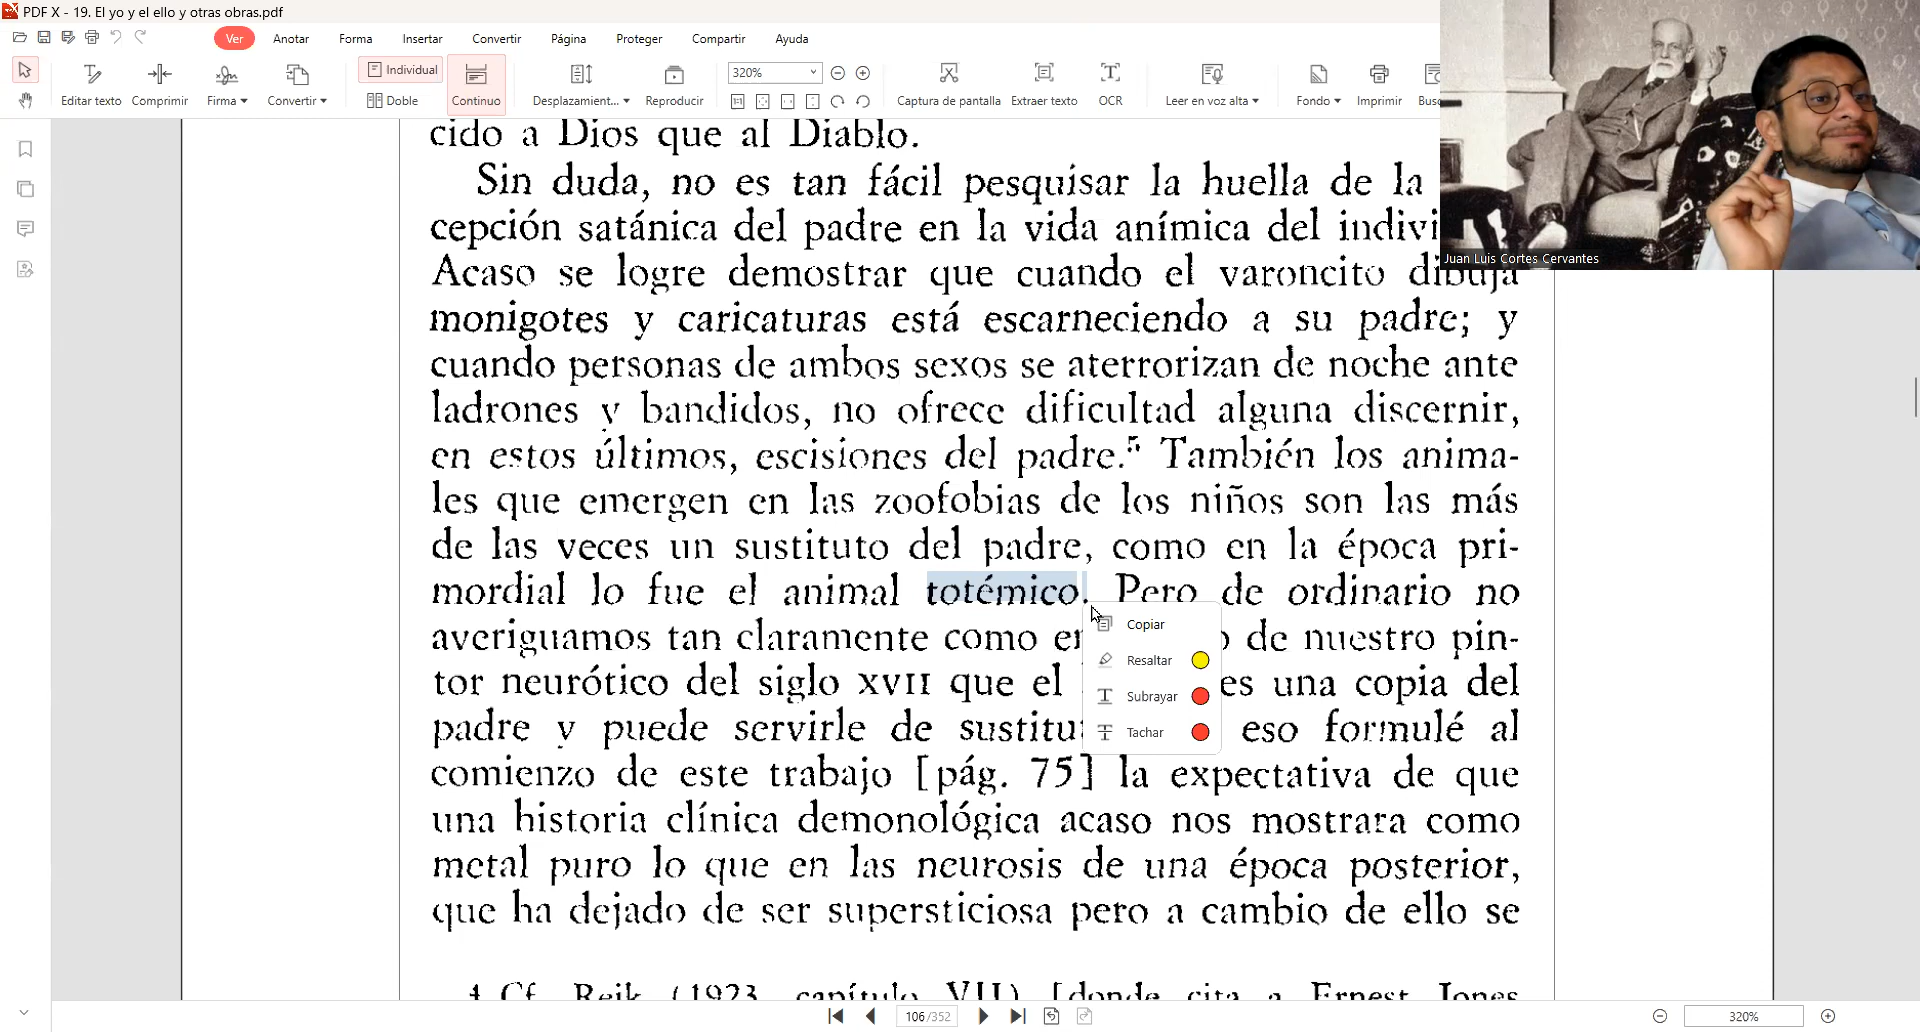 PDF X - 19. El yo y el ello y otras obras.pdf
Ver Anotar Forma Insertar Convertir Página Proteger Compartir Ayuda
Individual 320%
Editar texto Comprimir Firma Convertir Doble Continuo Desplazamient... Reproducir Captura de pantalla Extraer texto OCR Leer en voz alta Fondo Imprimir
Juan Luis Cortes Cervantes
cido a Dios que al Diablo.
Sin duda, no es tan fácil pesquisar la huella de la
cepción satánica del padre en la vida anímica del indivi
Acaso se logre demostrar que cuando el varoncito dibuja
monigotes y caricaturas está escarneciendo a su padre; y
cuando personas de ambos sexos se aterrorizan de noche ante
ladrones y bandidos, no ofrece dificultad alguna discernir,
en estos últimos, escisiones del padre.5 También los anima-
les que emergen en las zoofobias de los niños son las más
de las veces un sustituto del padre, como en la época pri-
mordial lo fue el animal totémico. Pero de ordinario no
averiguamos tan claramente como en de nuestro pin-
tor neurótico del siglo XVII que el es una copia del
padre y puede servirle de sustitu eso formulé al
comienzo de este trabajo [pág. 75] la expectativa de que
una historia clínica demonológica acaso nos mostrara como
metal puro lo que en las neurosis de una época posterior,
que ha dejado de ser supersticiosa pero a cambio de ello se
4 Cf. Reik (1923, capítulo VII) [donde cita a Ernest Jones
Copiar
Resaltar
Subrayar
Tachar
106 /352 320%